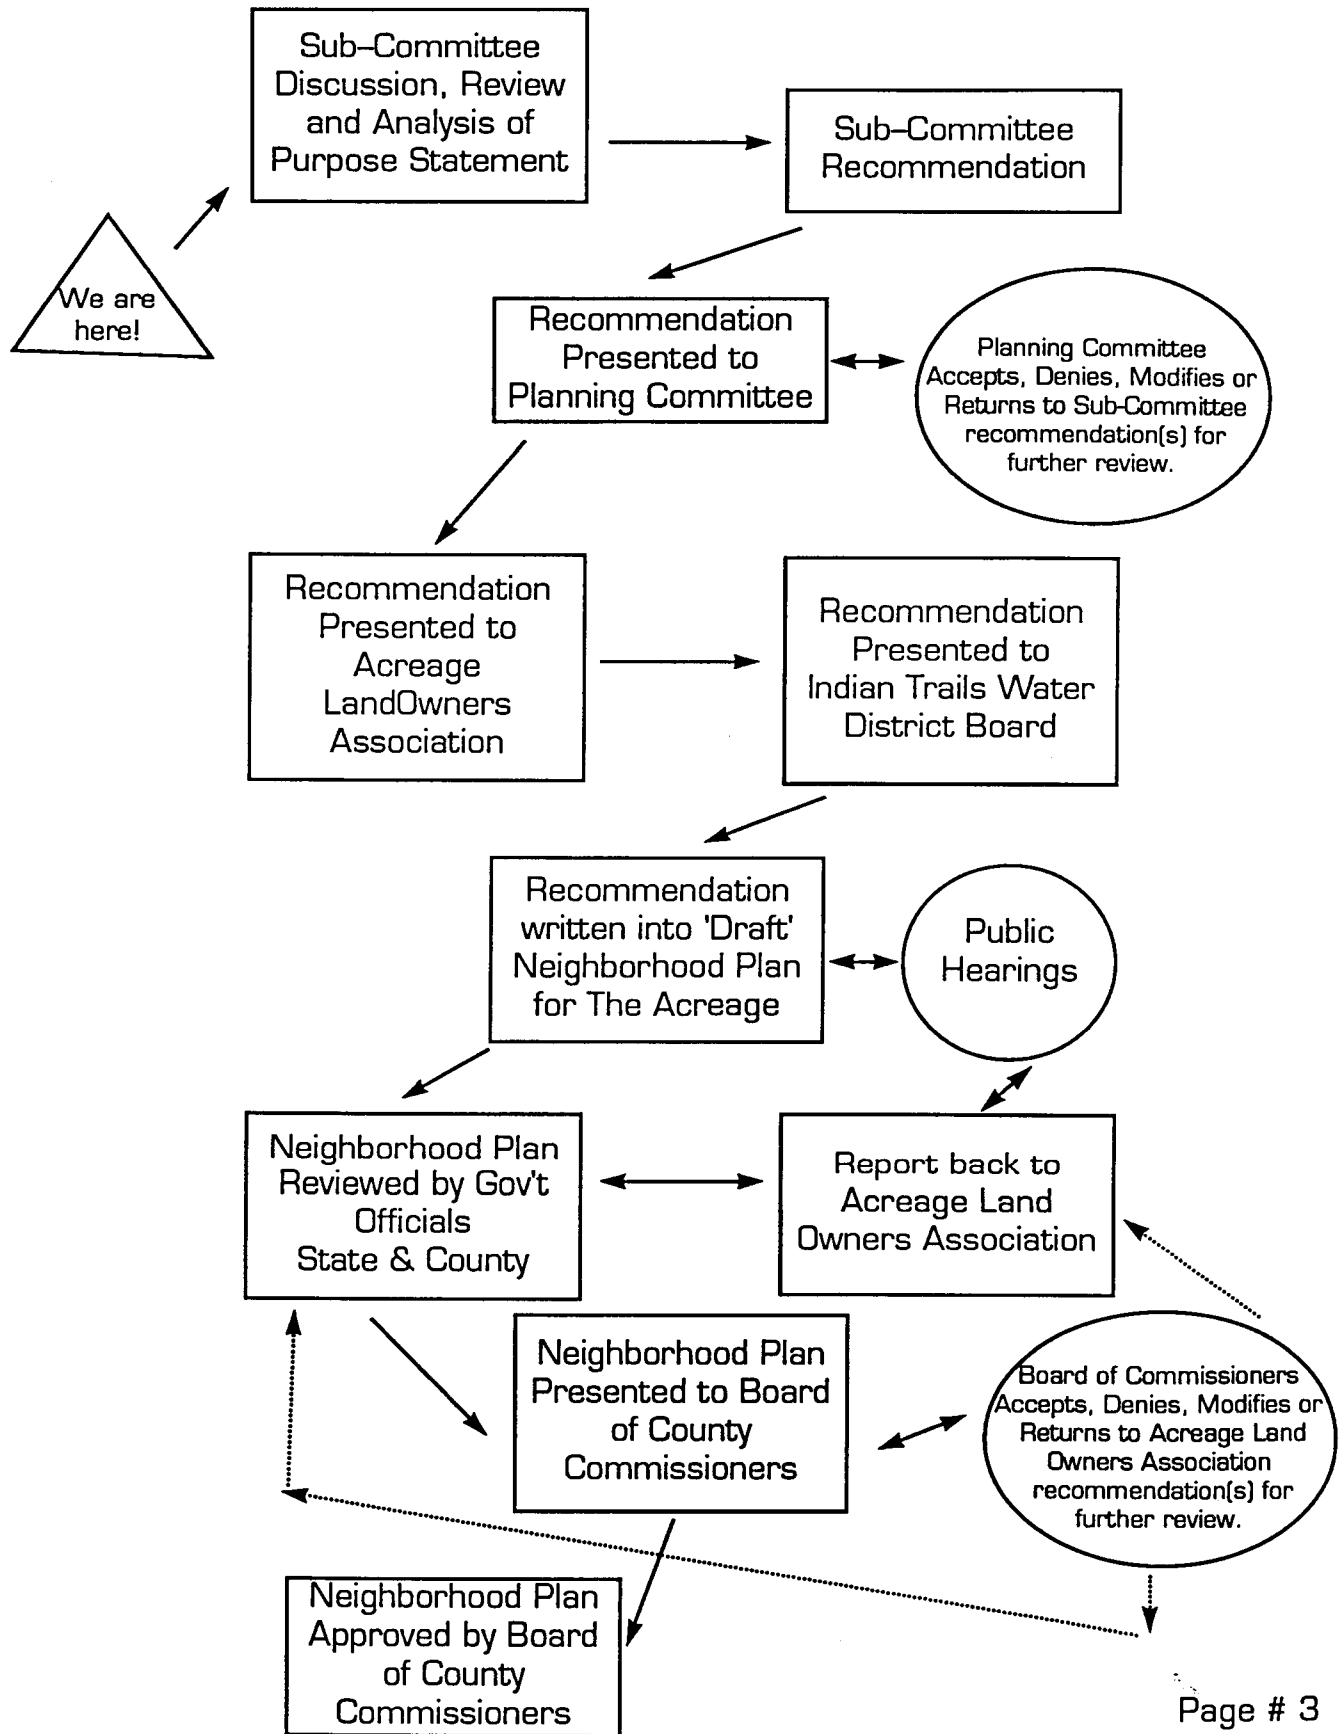 Sub-Committee
Discussion, Review
and Analysis of
Purpose Statement
Sub-Committee
Recommendation
We are
here!
Recommendation
Presented to
Planning Committee
Planning Committee
Accepts, Denies, Modifies or
Returns to Sub-Committee
recommendation(s) for
further review.
Recommendation
Presented to
Acreage
LandOwners
Association
Recommendation
Presented to
Indian Trails Water
District Board
Recommendation
written into 'Draft'
Neighborhood Plan
for The Acreage
Public
Hearings
Neighborhood Plan
Reviewed by Gov't
Officials
State & County
Report back to
Acreage Land
Owners Association
Neighborhood Plan
Presented to Board
of County
Commissioners
Board of Commissioners
Accepts, Denies, Modifies or
Returns to Acreage Land
Owners Association
recommendation(s) for
further review.
Neighborhood Plan
Approved by Board
of County
Commissioners
Page # 3